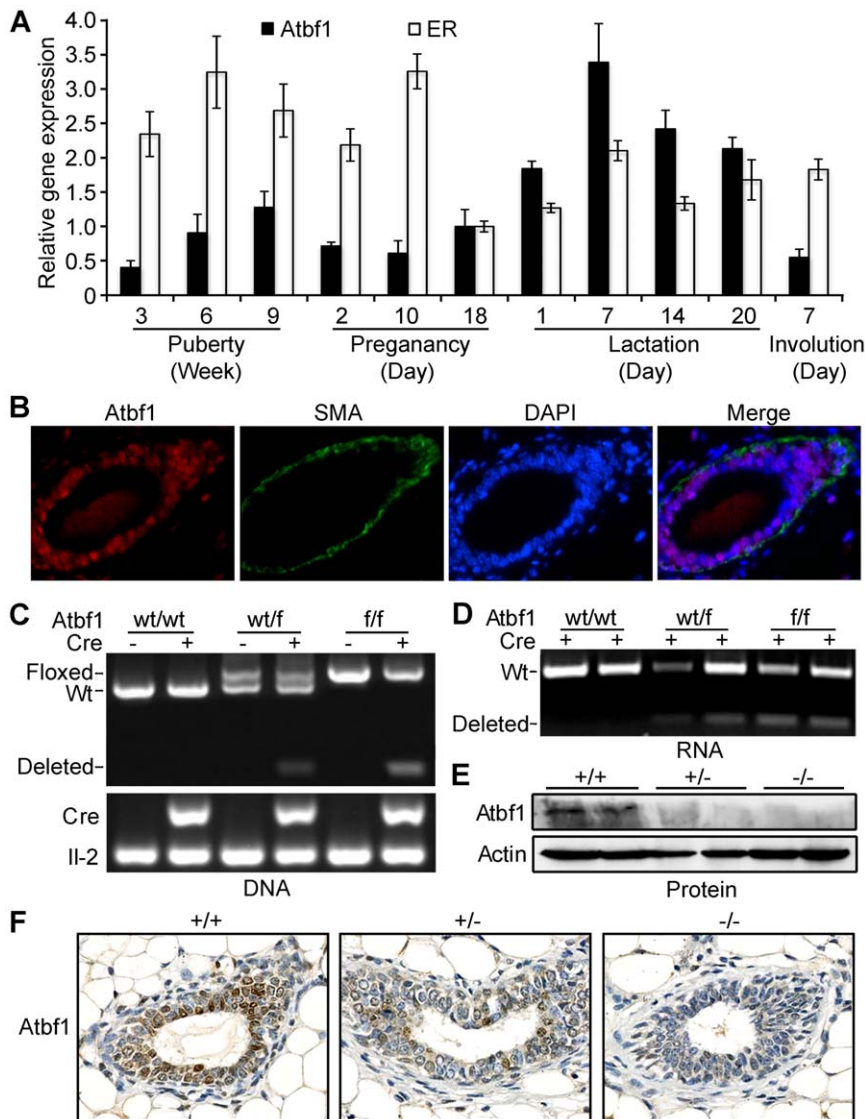 A
Atbf1 ER
Relative gene expression
4.0
3.5
3.0
2.5
2.0
1.5
1.0
0.5
0
3 6 9 2 10 18 1 7 14 20 7
Puberty Preganancy Lactation Involution
(Week) (Day) (Day) (Day)
B
Atbf1 SMA DAPI Merge
C
Atbf1 wt/wt wt/f f/f
Cre - + - + - +
Floxed
Wt
Deleted
Cre
Il-2
DNA
D
wt/wt wt/f f/f
Cre + + + + + +
Wt
Deleted
RNA
E
+/+ +/- -/-
Atbf1
Actin
Protein
F
+/+ +/- -/-
Atbf1